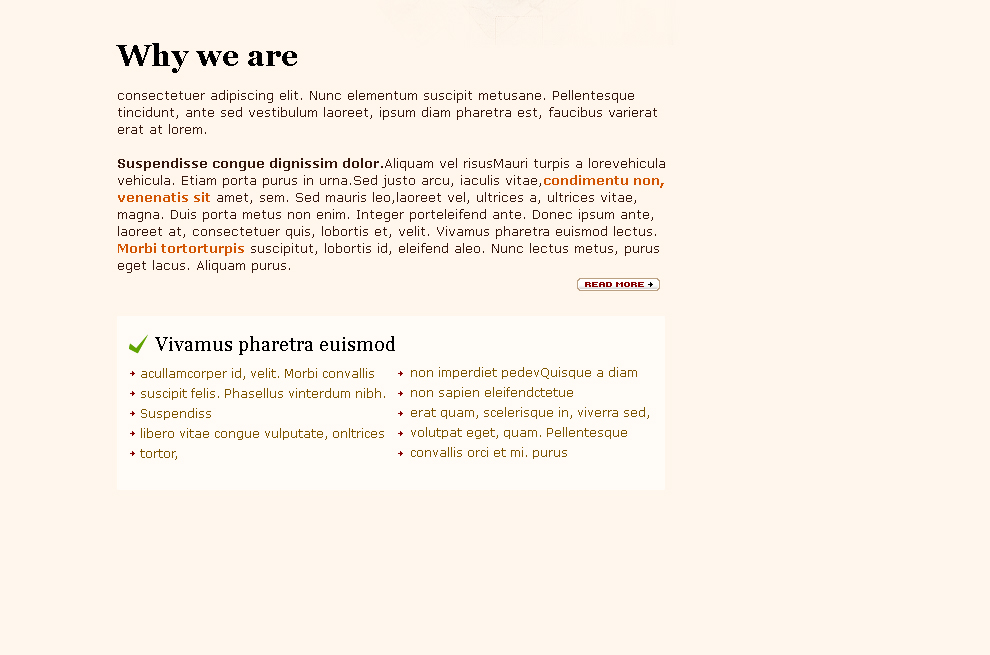 Why we are
consectetuer adipiscing elit. Nunc elementum suscipit metusane. Pellentesque
tincidunt, ante sed vestibulum laoreet, ipsum diam pharetra est, faucibus varierat
erat at lorem.
Suspendisse congue dignissim dolor.Aliquam vel risusMauri turpis a lorevehicula
vehicula. Etiam porta purus in urna.Sed justo arcu, iaculis vitae,condimentu non,
venenatis sit amet, sem. Sed mauris leo,laoreet vel, ultrices a, ultrices vitae,
magna. Duis porta metus non enim. Integer porteleifend ante. Donec ipsum ante,
laoreet at, consectetuer quis, lobortis et, velit. Vivamus pharetra euismod lectus.
Morbi tortorturpis suscipitut, lobortis id, eleifend aleo. Nunc lectus metus, purus
eget lacus. Aliquam purus.
READ MORE
Vivamus pharetra euismod
acullamcorper id, velit. Morbi convallis
suscipit felis. Phasellus vinterdum nibh.
Suspendiss
libero vitae congue vulputate, onltrices
tortor,
non imperdiet pedevQuisque a diam
non sapien eleifendctetue
erat quam, scelerisque in, viverra sed,
volutpat eget, quam. Pellentesque
convallis orci et mi. purus